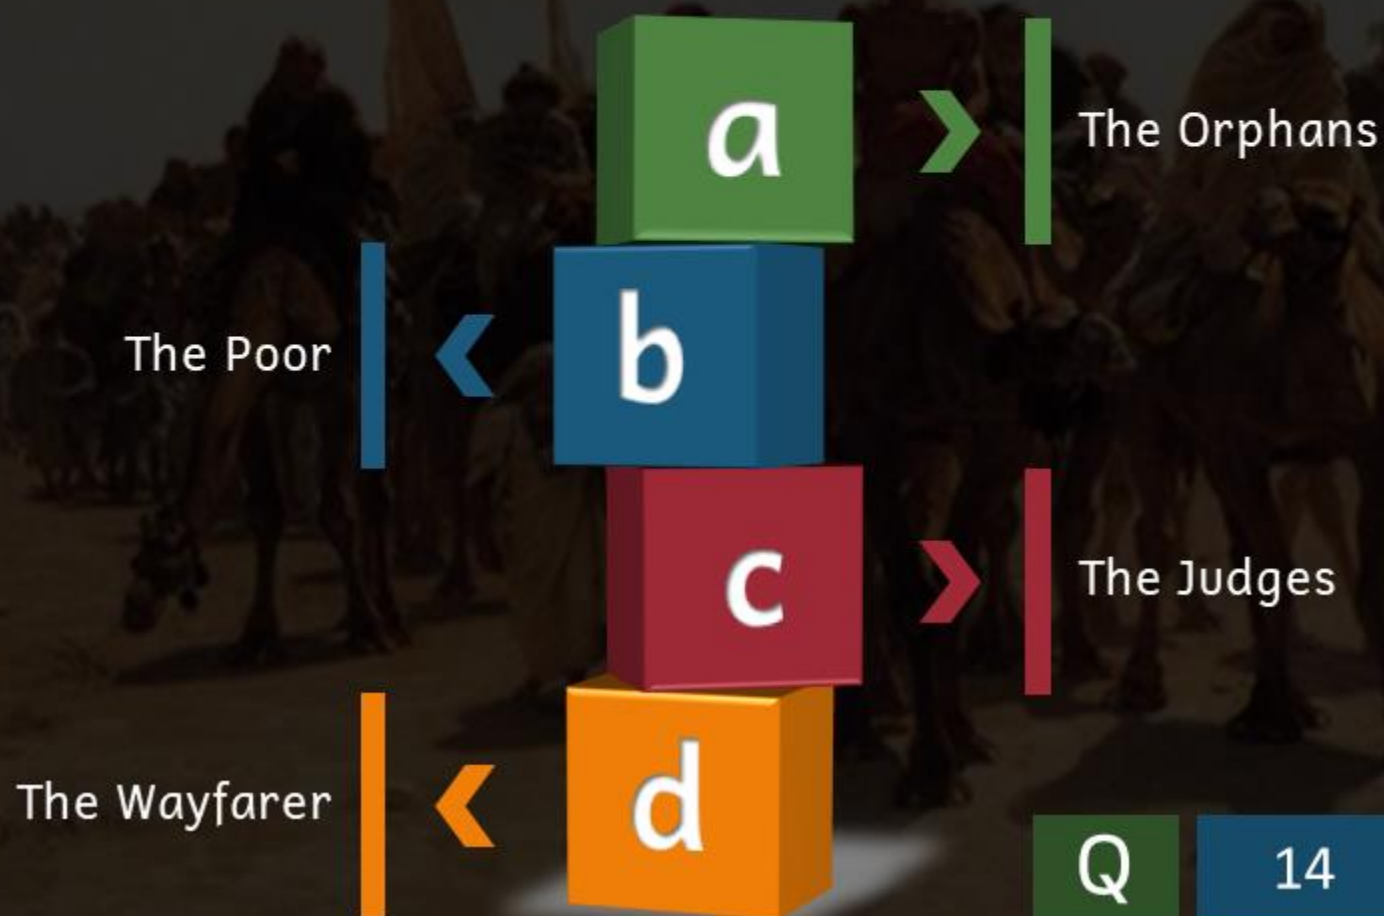 a
The Orphans
b
The Poor
c
The Judges
d
The Wayfarer
Q 14